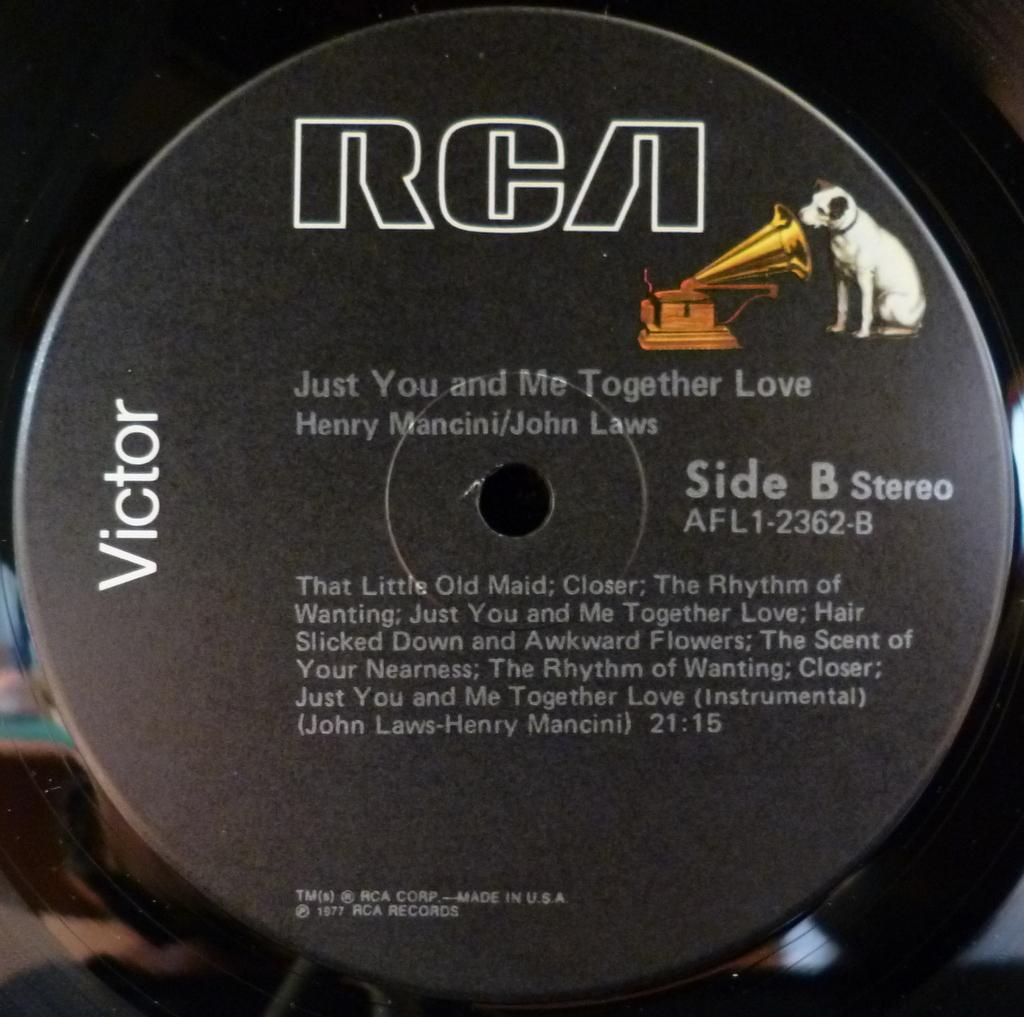 RCA
Victor
Just You and Me Together Love
Henry Mancini/John Laws
Side B Stereo
AFL1-2362-B
That Little Old Maid; Closer; The Rhythm of
Wanting; Just You and Me Together Love; Hair
Slicked Down and Awkward Flowers; The Scent of
Your Nearness; The Rhythm of Wanting; Closer;
Just You and Me Together Love (Instrumental)
(John Laws-Henry Mancini) 21:15
TM(s) ® RCA CORP.—MADE IN U.S.A.
℗ 1977 RCA RECORDS